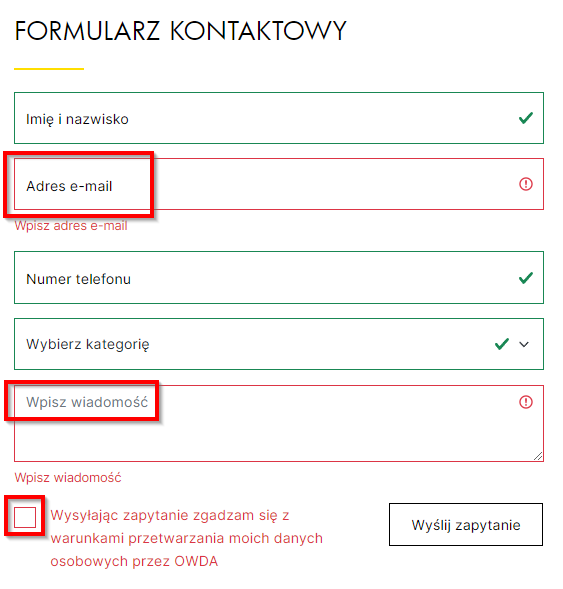 FORMULARZ KONTAKTOWY
Imię i nazwisko
Adres e-mail
Wpisz adres e-mail
Numer telefonu
Wybierz kategorię
Wpisz wiadomość
Wpisz wiadomość
Wysyłając zapytanie zgadzam się z
warunkami przetwarzania moich danych
osobowych przez OWDA
Wyślij zapytanie